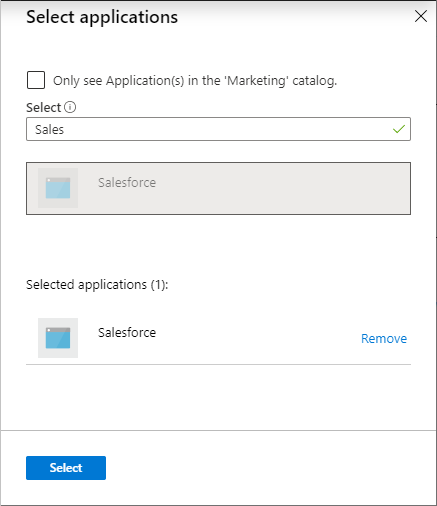 Select applications
Only see Application(s) in the 'Marketing' catalog.
Select
Sales
Salesforce
Selected applications (1):
Salesforce
Remove
Select